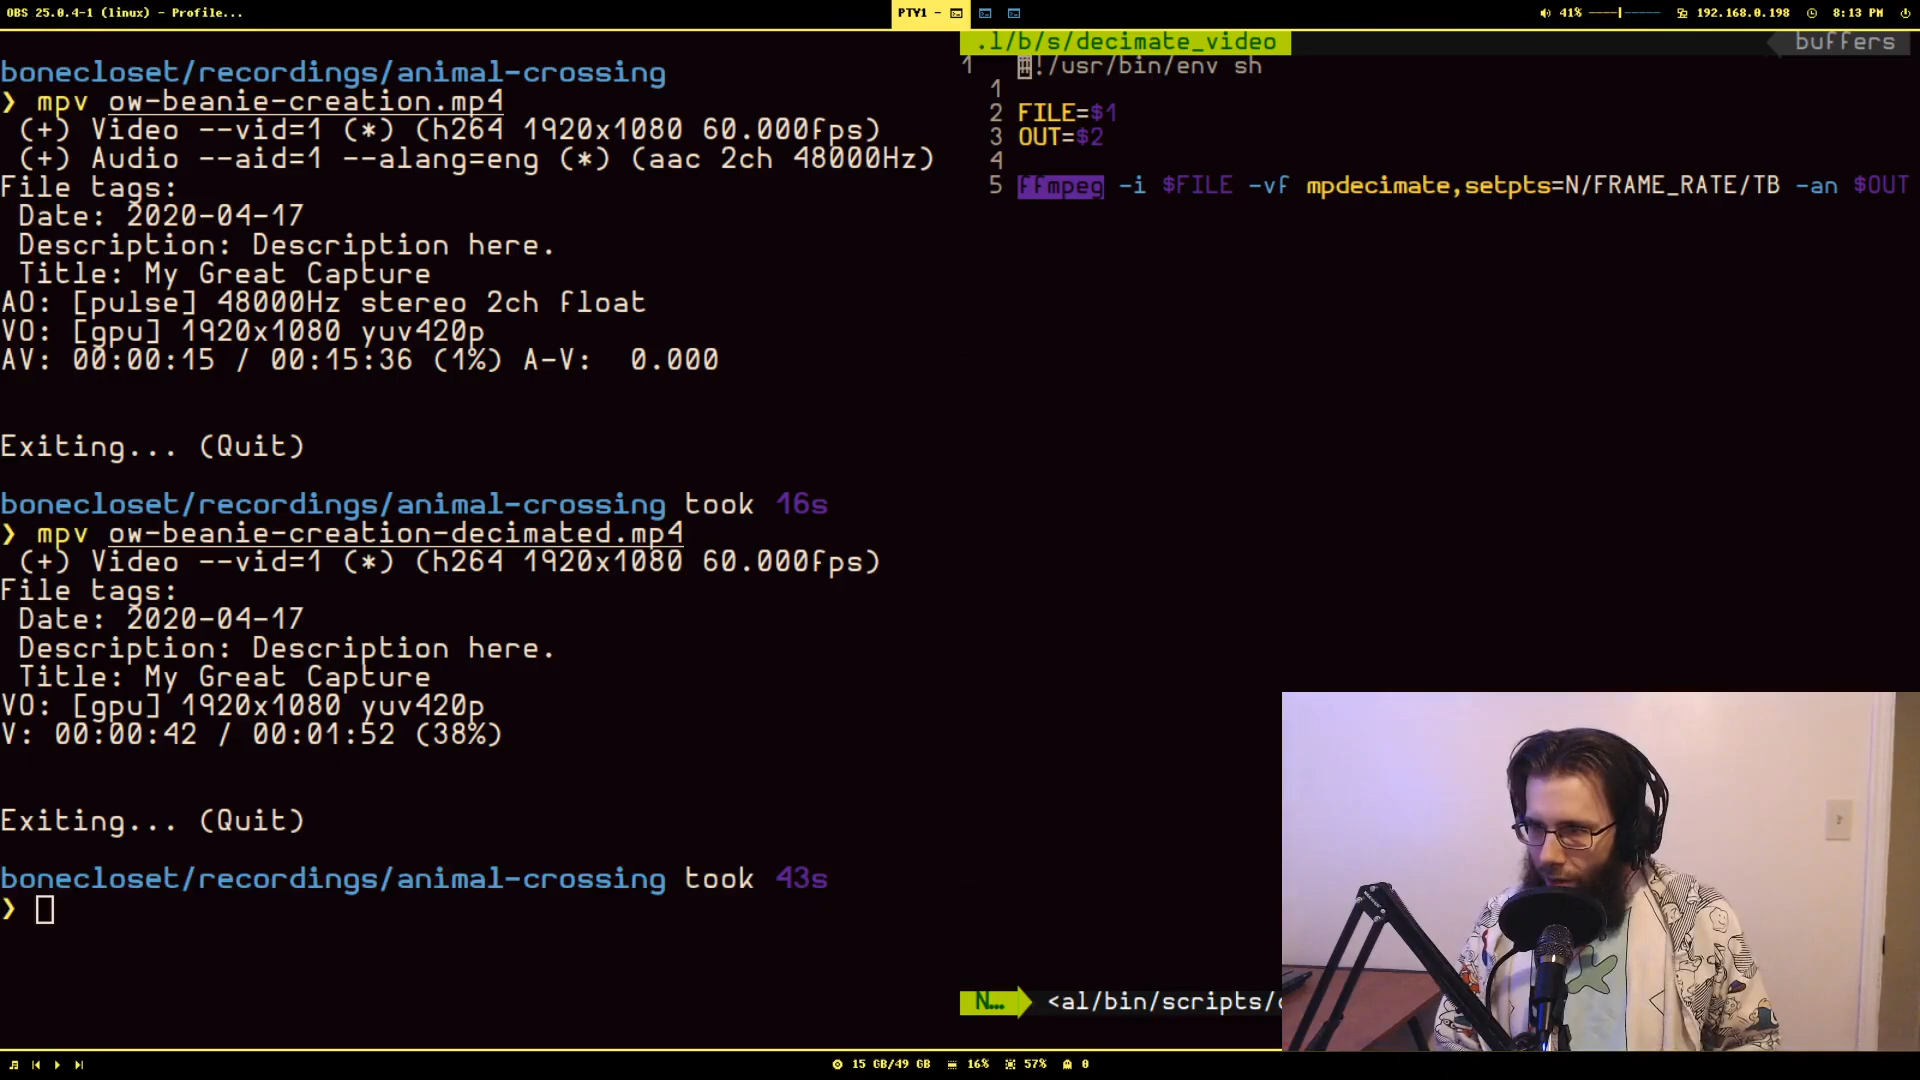 OBS 25.0.4-1 (linux) - Profile...
PTY1 -
41%
192.168.0.198
8:13 PM
bonecloset/recordings/animal-crossing
❯ mpv ow-beanie-creation.mp4
(+) Video --vid=1 (*) (h264 1920x1080 60.000fps)
(+) Audio --aid=1 --alang=eng (*) (aac 2ch 48000Hz)
File tags:
Date: 2020-04-17
Description: Description here.
Title: My Great Capture
AO: [pulse] 48000Hz stereo 2ch float
VO: [gpu] 1920x1080 yuv420p
AV: 00:00:15 / 00:15:36 (1%) A-V: 0.000
Exiting... (Quit)
bonecloset/recordings/animal-crossing took 16s
❯ mpv ow-beanie-creation-decimated.mp4
(+) Video --vid=1 (*) (h264 1920x1080 60.000fps)
File tags:
Date: 2020-04-17
Description: Description here.
Title: My Great Capture
VO: [gpu] 1920x1080 yuv420p
V: 00:00:42 / 00:01:52 (38%)
Exiting... (Quit)
bonecloset/recordings/animal-crossing took 43s
❯
.l/b/s/decimate_video
buffers
1 #!/usr/bin/env sh
1
2 FILE=$1
3 OUT=$2
4
5 ffmpeg -i $FILE -vf mpdecimate,setpts=N/FRAME_RATE/TB -an $OUT
N... <al/bin/scripts/
15 GB/49 GB
16%
57%
0